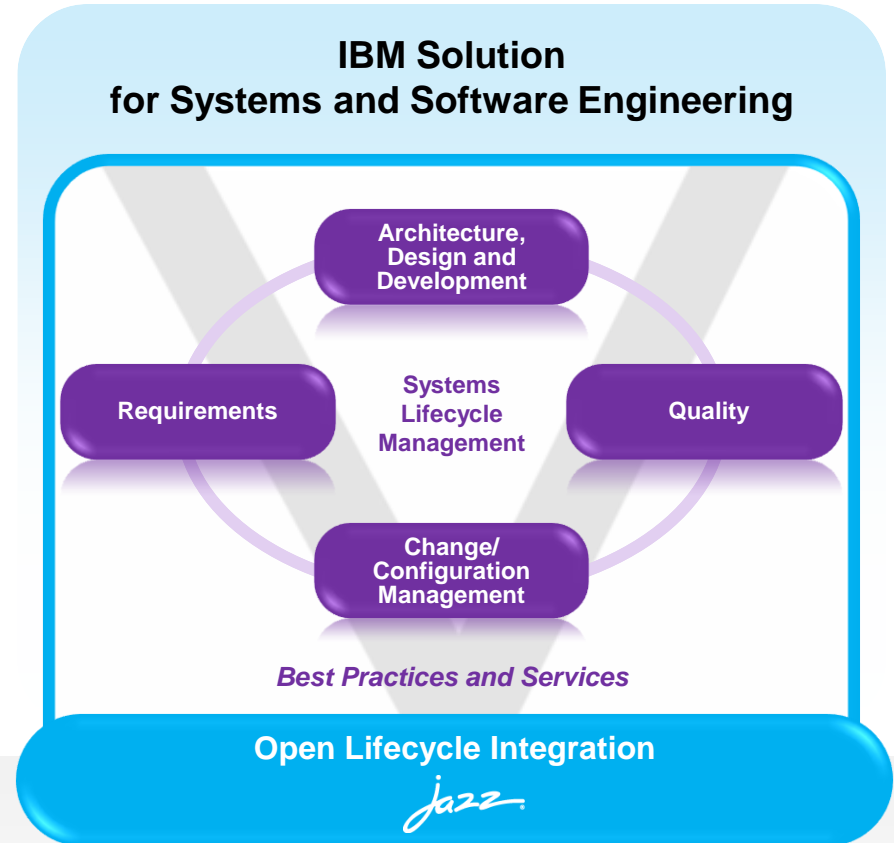 IBM Solution
for Systems and Software Engineering
Architecture,
Design and
Development
Requirements
Systems
Lifecycle
Management
Quality
Change/
Configuration
Management
Best Practices and Services
Open Lifecycle Integration
jazz